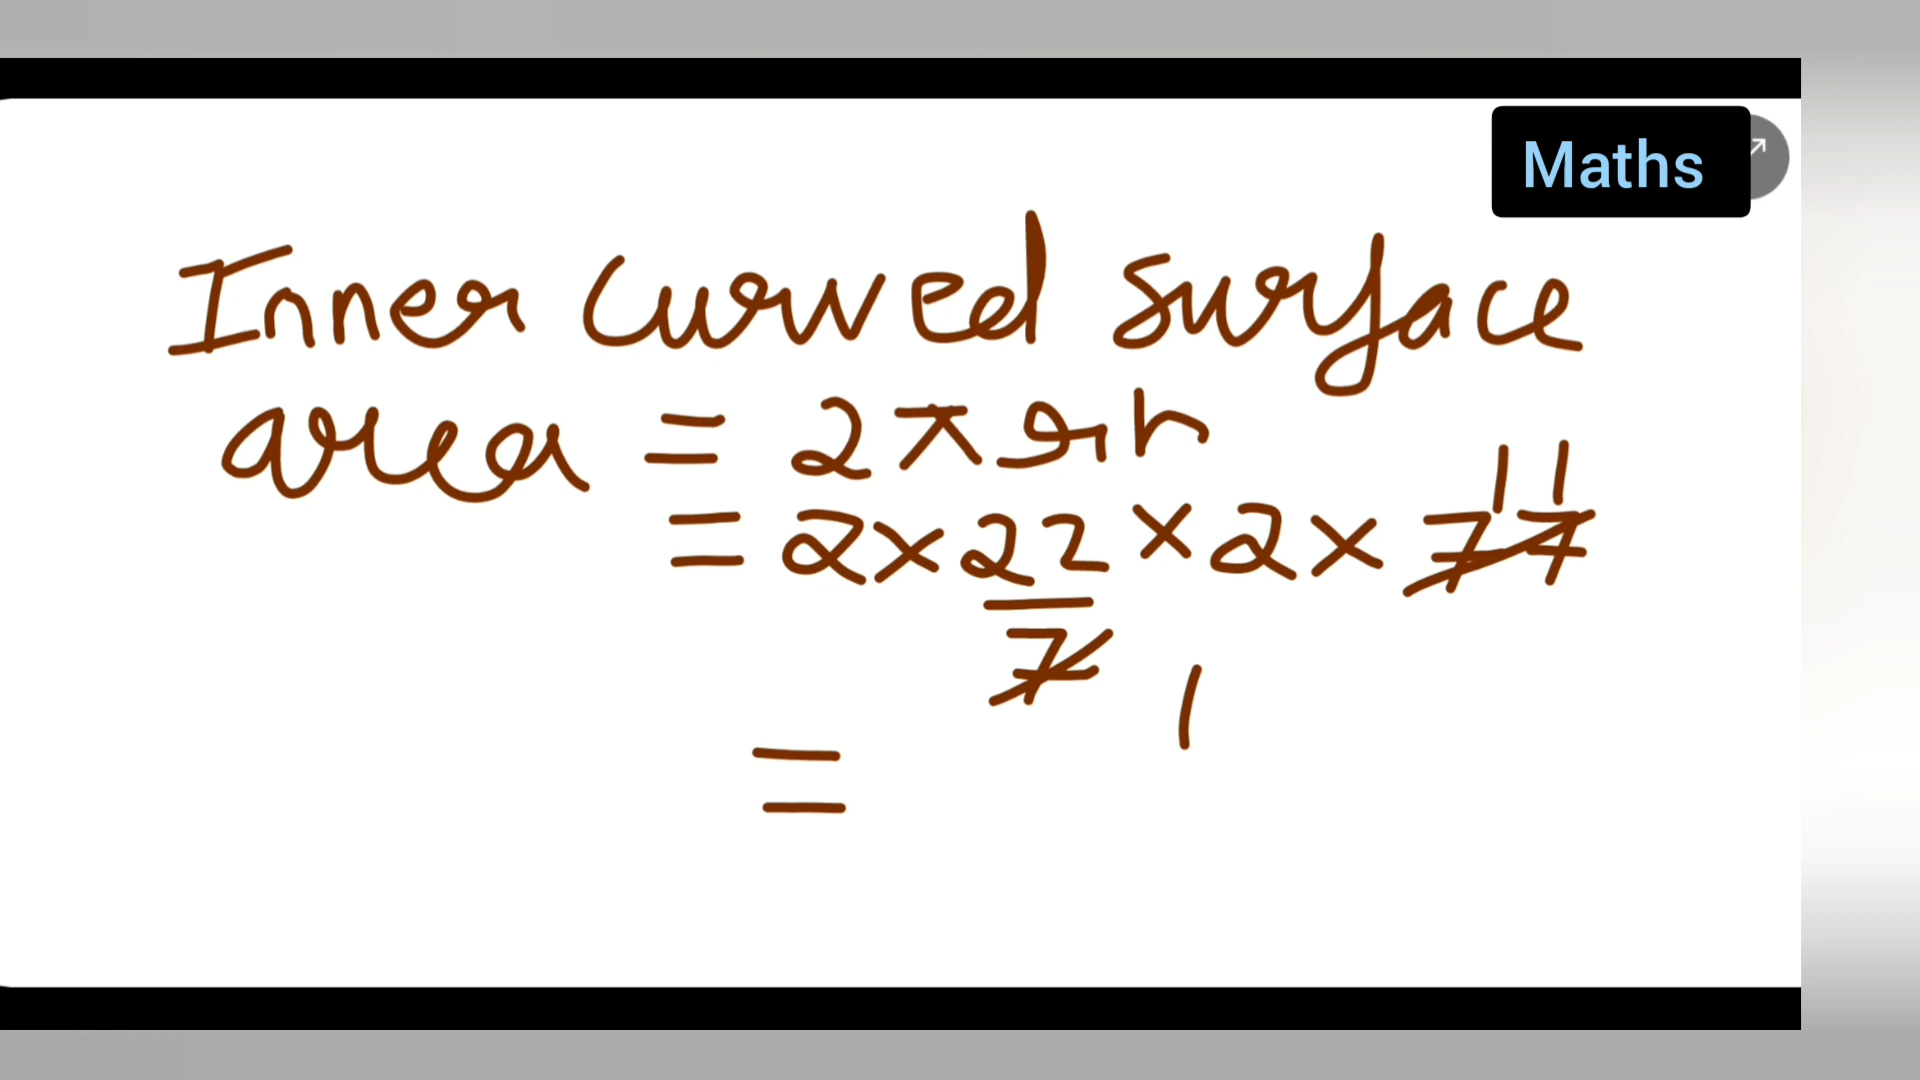 Maths
Inner curved surface
area = 2πrh
11
= 2×22×2×77
7 1
=